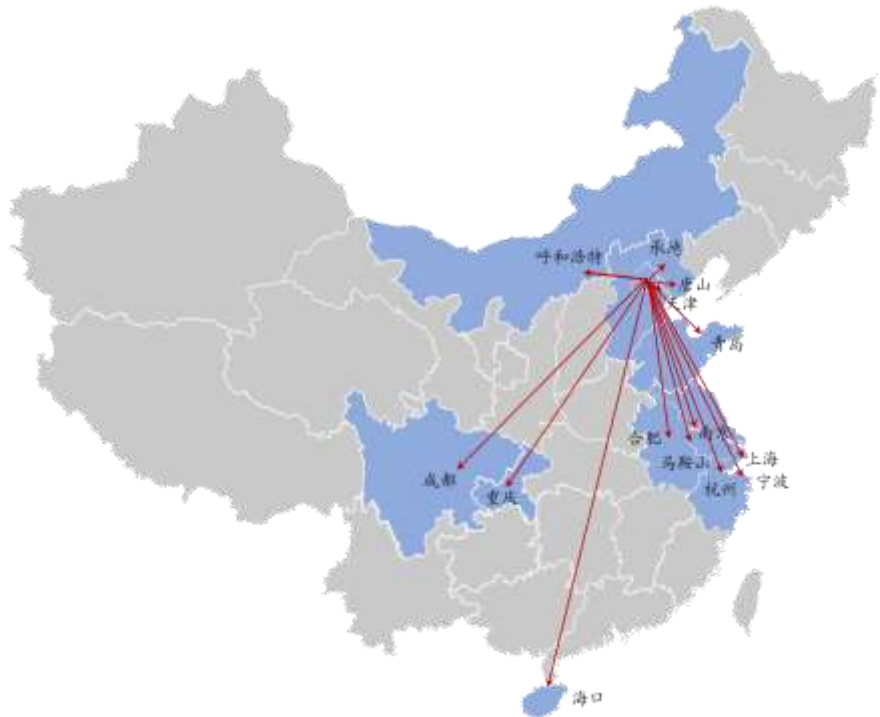 承德
呼和浩特
唐山
天津
青岛
南京
合肥
马鞍山
上海
杭州
宁波
成都
重庆
海口